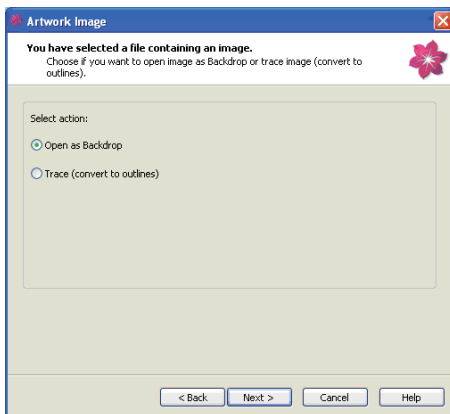 Artwork Image
You have selected a file containing an image.
Choose if you want to open image as Backdrop or trace image (convert to
outlines).
Select action:
Open as Backdrop
Trace (convert to outlines)
< Back Next > Cancel Help